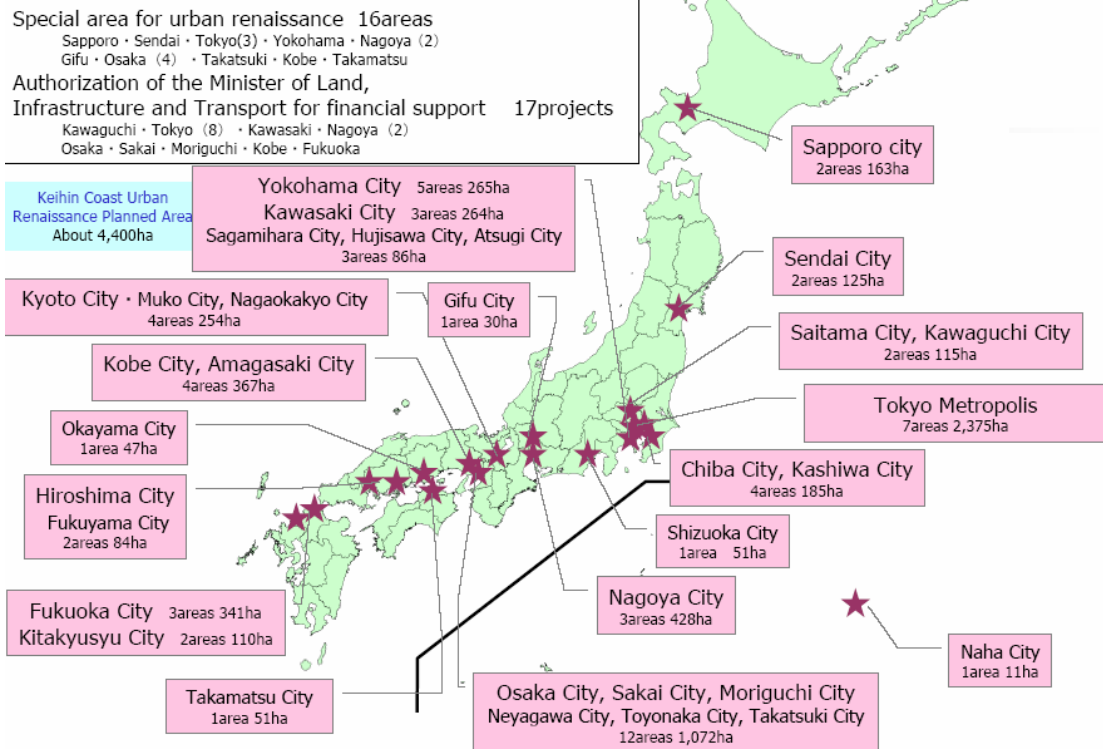 Special area for urban renaissance 16areas
Sapporo・Sendai・Tokyo(3)・Yokohama・Nagoya（2）
Gifu・Osaka（4）・Takatsuki・Kobe・Takamatsu
Authorization of the Minister of Land,
Infrastructure and Transport for financial support 17projects
Kawaguchi・Tokyo（8）・Kawasaki・Nagoya（2）
Osaka・Sakai・Moriguchi・Kobe・Fukuoka
Sapporo city
2areas 163ha
Keihin Coast Urban
Renaissance Planned Area
About 4,400ha
Yokohama City 5areas 265ha
Kawasaki City 3areas 264ha
Sagamihara City, Hujisawa City, Atsugi City
3areas 86ha
Sendai City
2areas 125ha
Kyoto City・Muko City, Nagaokakyo City
4areas 254ha
Gifu City
1area 30ha
Saitama City, Kawaguchi City
2areas 115ha
Kobe City, Amagasaki City
4areas 367ha
Tokyo Metropolis
7areas 2,375ha
Okayama City
1area 47ha
Chiba City, Kashiwa City
4areas 185ha
Hiroshima City
Fukuyama City
2areas 84ha
Shizuoka City
1area 51ha
Nagoya City
3areas 428ha
Fukuoka City 3areas 341ha
Kitakyusyu City 2areas 110ha
Naha City
1area 11ha
Takamatsu City
1area 51ha
Osaka City, Sakai City, Moriguchi City
Neyagawa City, Toyonaka City, Takatsuki City
12areas 1,072ha